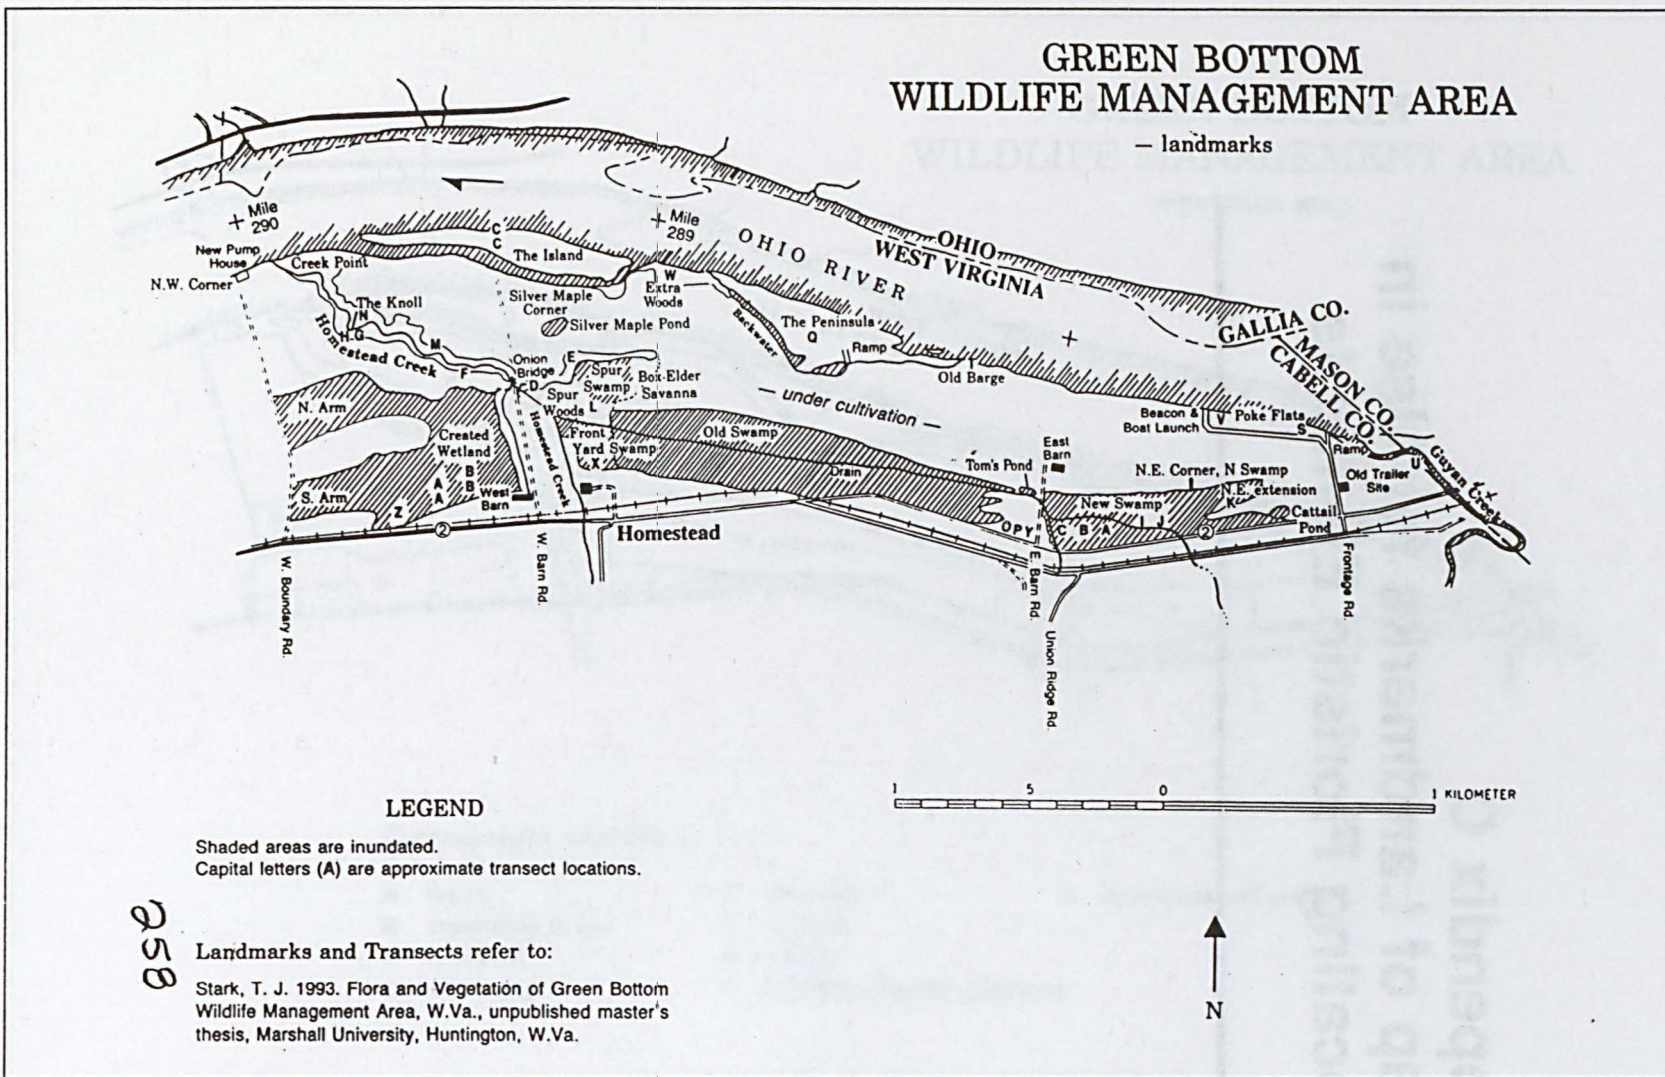 GREEN BOTTOM
WILDLIFE MANAGEMENT AREA
– landmarks
Mile
290
Mile
289
OHIO RIVER
OHIO
WEST VIRGINIA
GALLIA CO.
MASON CO.
CABELL CO.
New Pump
House
N.W. Corner
Creek Point
C
C
The Island
W
Extra
Woods
Silver Maple
Corner
Silver Maple Pond
The Knoll
N
H
G
M
F
Homestead Creek
Backwater
The Peninsula
Q
Ramp
Old Barge
Onion
Bridge
E
D
Spur
Swamp
Box-Elder
Savanna
Spur
Woods
L
– under cultivation –
Beacon &
Boat Launch
V
Poke Flats
S
Ramp
U
Guyan Creek
N. Arm
Created
Wetland
Homestead Creek
Front
Yard Swamp
X
Old Swamp
Drain
Tom's Pond
East
Barn
N.E. Corner, N Swamp
N.E. extension
K
Old Trailer
Site
Cattail
Pond
New Swamp
S. Arm
A
A
B
B
Z
West
Barn
2
Homestead
O P Y
C B A
I J
2
W. Boundary Rd.
W. Barn Rd.
E. Barn Rd.
Union Ridge Rd.
Frontage Rd.
1 5 0 1 KILOMETER
LEGEND
Shaded areas are inundated.
Capital letters (A) are approximate transect locations.
258
Landmarks and Transects refer to:
Stark, T. J. 1993. Flora and Vegetation of Green Bottom
Wildlife Management Area, W.Va., unpublished master's
thesis, Marshall University, Huntington, W.Va.
N